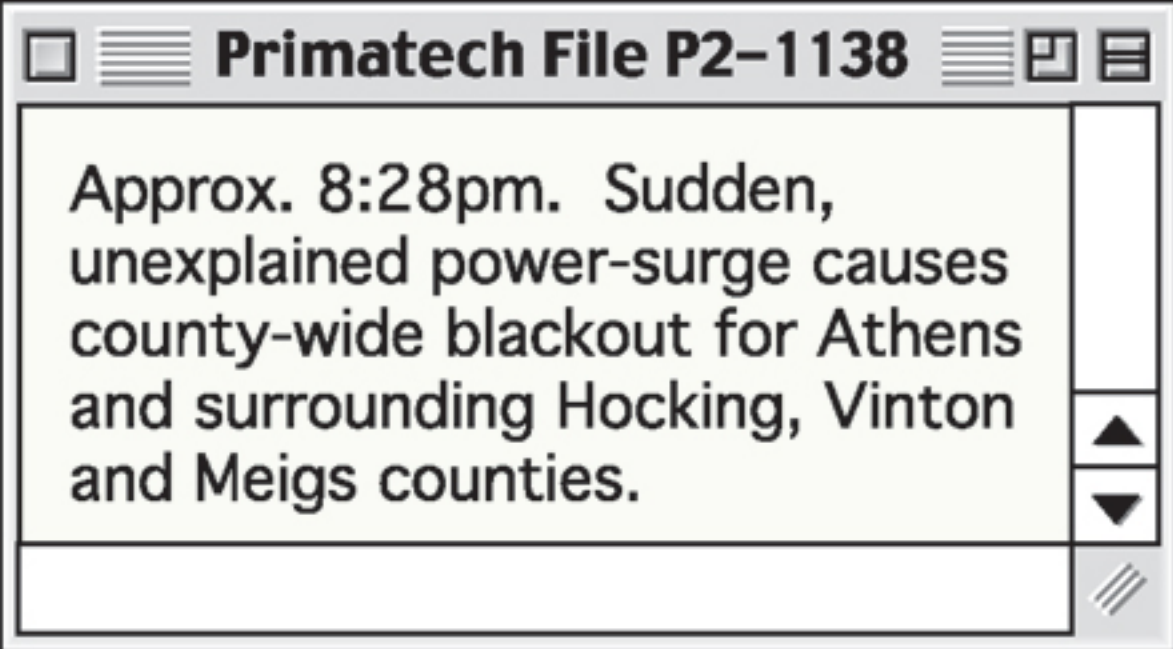 Primatech File P2-1138
Approx. 8:28pm.  Sudden,
unexplained power-surge causes
county-wide blackout for Athens
and surrounding Hocking, Vinton
and Meigs counties.